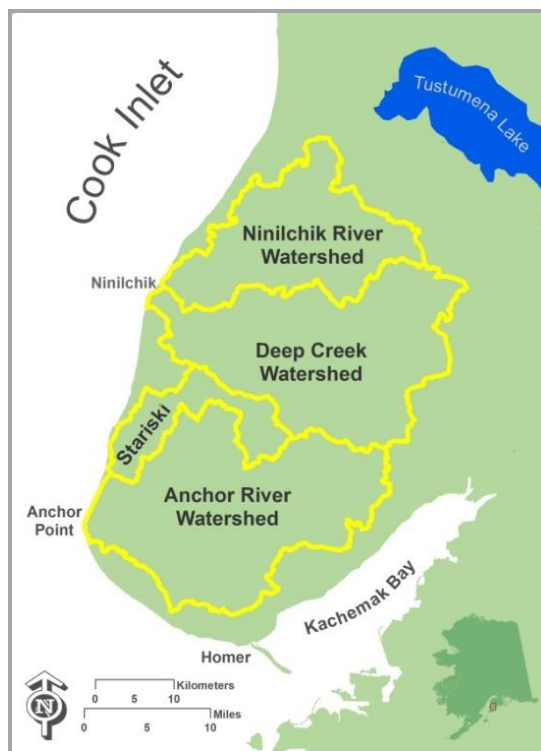 Cook Inlet
Tustumena Lake
Ninilchik River
Watershed
Ninilchik
Deep Creek
Watershed
Stariski
Anchor River
Watershed
Anchor
Point
Kachemak Bay
Homer
N
0 10 Kilometers
0 5 10 Miles